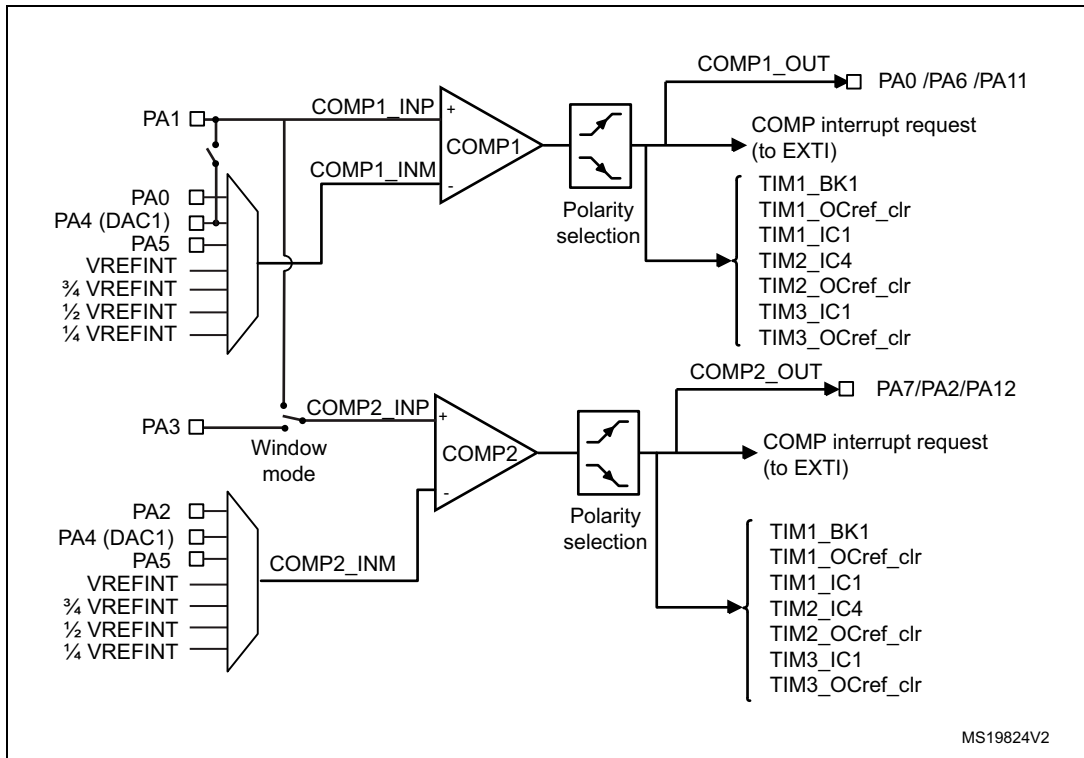 COMP1_OUT
PA0 /PA6 /PA11
PA1
COMP1_INP
+
COMP1
COMP1_INM
-
Polarity
selection
COMP interrupt request
(to EXTI)
PA0
PA4 (DAC1)
PA5
VREFINT
¾ VREFINT
½ VREFINT
¼ VREFINT
TIM1_BK1
TIM1_OCref_clr
TIM1_IC1
TIM2_IC4
TIM2_OCref_clr
TIM3_IC1
TIM3_OCref_clr
COMP2_OUT
PA7/PA2/PA12
PA3
Window
mode
COMP2_INP
+
COMP2
-
Polarity
selection
COMP interrupt request
(to EXTI)
PA2
PA4 (DAC1)
PA5
VREFINT
¾ VREFINT
½ VREFINT
¼ VREFINT
COMP2_INM
TIM1_BK1
TIM1_OCref_clr
TIM1_IC1
TIM2_IC4
TIM2_OCref_clr
TIM3_IC1
TIM3_OCref_clr
MS19824V2